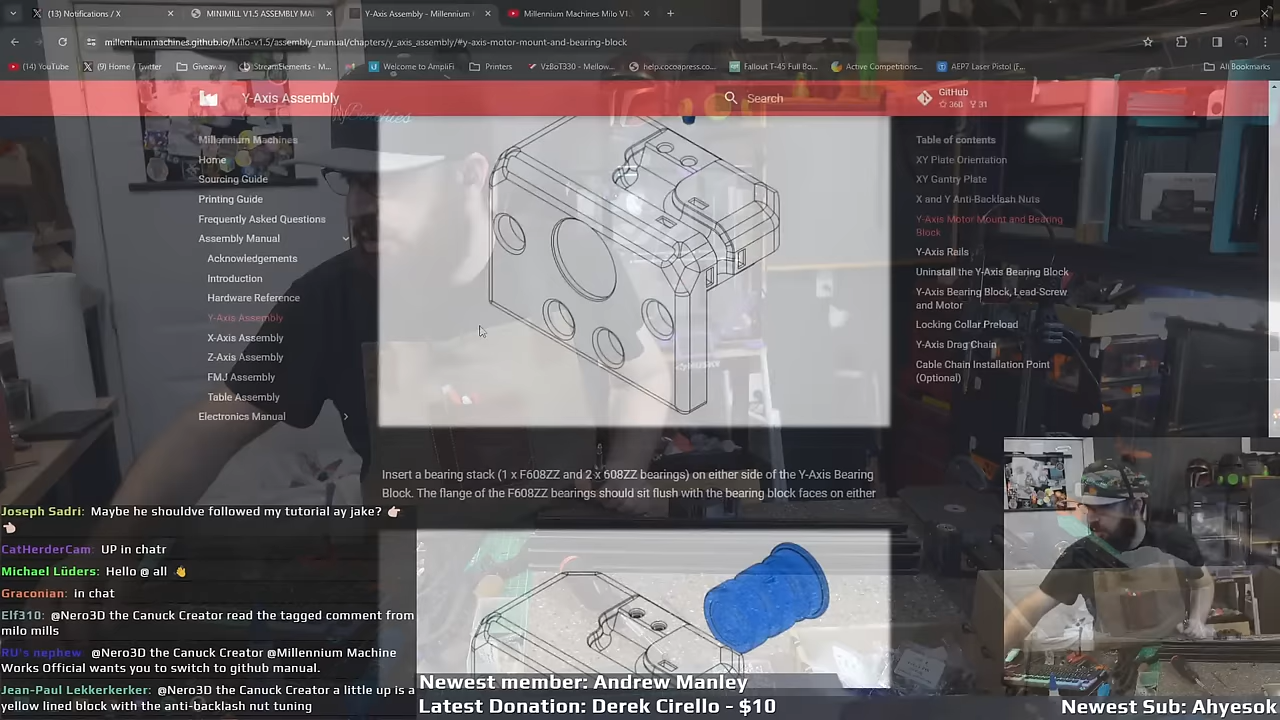 (13) Notifications / X
MINIMILL V1.5 ASSEMBLY MA
Y-Axis Assembly - Millennium
Millennium Machines Milo V1.
millenniummachines.github.io/Milo-v1.5/assembly_manual/chapters/y_axis_assembly/#y-axis-motor-mount-and-bearing-block
(14) YouTube
(9) Home / Twitter
Giveaway
StreamElements - M...
Welcome to AmpliFi
Printers
VzBoT330 - Mellow...
help.cocoapress.co...
Fallout T-45 Full Bo...
Active Competitions...
AEP7 Laser Pistol (F...
All Bookmarks
Y-Axis Assembly
Search
GitHub
360 31
Millennium Machines
Home
Sourcing Guide
Printing Guide
Frequently Asked Questions
Assembly Manual
Acknowledgements
Introduction
Hardware Reference
Y-Axis Assembly
X-Axis Assembly
Z-Axis Assembly
FMJ Assembly
Table Assembly
Electronics Manual
Table of contents
XY Plate Orientation
XY Gantry Plate
X and Y Anti-Backlash Nuts
Y-Axis Motor Mount and Bearing
Block
Y-Axis Rails
Uninstall the Y-Axis Bearing Block
Y-Axis Bearing Block, Lead-Screw
and Motor
Locking Collar Preload
Y-Axis Drag Chain
Cable Chain Installation Point
(Optional)
Insert a bearing stack (1 x F608ZZ and 2 x 608ZZ bearings) on either side of the Y-Axis Bearing
Block. The flange of the F608ZZ bearings should sit flush with the bearing block faces on either
Joseph Sadri: Maybe he shouldve followed my tutorial ay jake? 👉🏻
👈🏻
CatHerderCam: UP in chatr
Michael Lüders: Hello @ all 👋
Graconian: in chat
Elf310: @Nero3D the Canuck Creator read the tagged comment from
milo mills
RU's nephew @Nero3D the Canuck Creator @Millennium Machine
Works Official wants you to switch to github manual.
Jean-Paul Lekkerkerker: @Nero3D the Canuck Creator a little up is a
yellow lined block with the anti-backlash nut tuning
Newest member: Andrew Manley
Latest Donation: Derek Cirello - $10
Newest Sub: Ahyesok